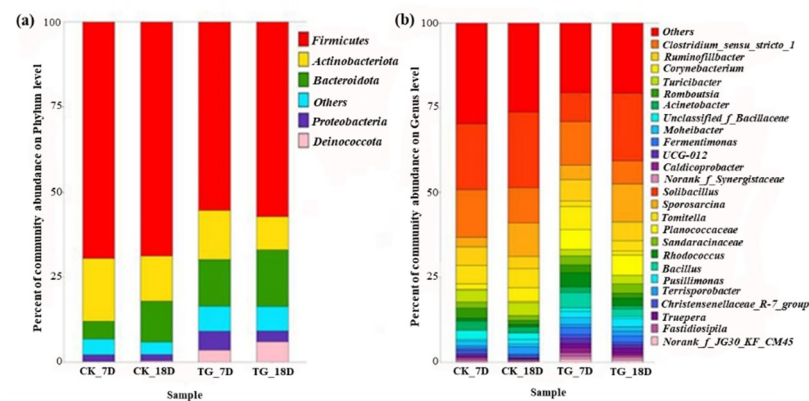 (a)
Percent of community abundance on Phylum level
100
75
50
25
0
CK_7D CK_18D TG_7D TG_18D
Sample
Firmicutes
Actinobacteriota
Bacteroidota
Others
Proteobacteria
Deinococcota
(b)
Percent of community abundance on Genus level
100
75
50
25
0
CK_7D CK_18D TG_7D TG_18D
Sample
Others
Clostridium_sensu_stricto_1
Ruminofilibacter
Corynebacterium
Turicibacter
Romboutsia
Acinetobacter
Unclassified_f_Bacillaceae
Moheibacter
Fermentimonas
UCG-012
Caldicoprobacter
Norank_f_Synergistaceae
Solibacillus
Sporosarcina
Tomitella
Planococcaceae
Sandaracinaceae
Rhodococcus
Bacillus
Pusillimonas
Terrisporobacter
Christensenellaceae_R-7_group
Truepera
Fastidiosipila
Norank_f_JG30_KF_CM45